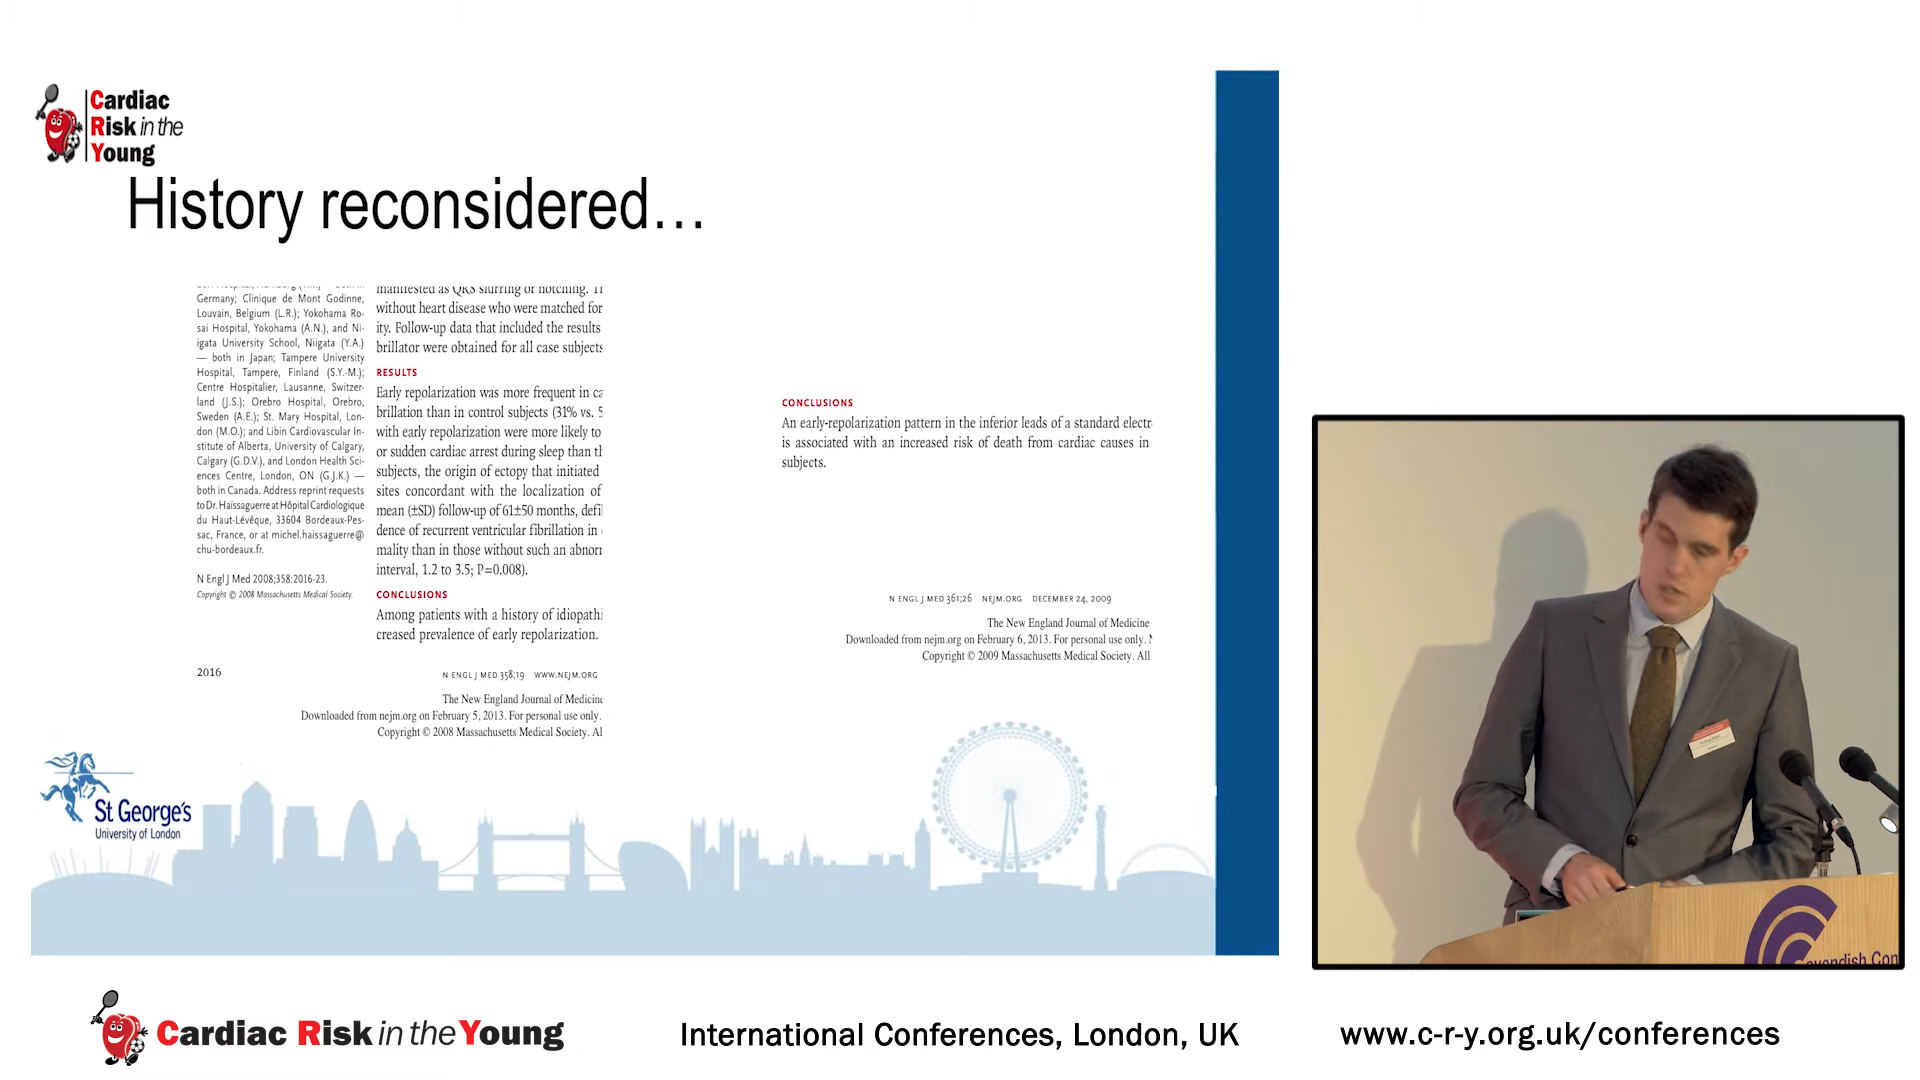 Cardiac
Risk in the
Young
History reconsidered…
Germany; Clinique de Mont Godinne,
Louvain, Belgium (L.R.); Yokohama Ro-
sai Hospital, Yokohama (A.N.), and Ni-
igata University School, Niigata (Y.A.)
— both in Japan; Tampere University
Hospital, Tampere, Finland (S.Y.-M.);
Centre Hospitalier, Lausanne, Switzer-
land (J.S.); Orebro Hospital, Orebro,
Sweden (A.E.); St. Mary Hospital, Lon-
don (M.O.); and Libin Cardiovascular In-
stitute of Alberta, University of Calgary,
Calgary (G.D.V.), and London Health Sci-
ences Centre, London, ON (G.J.K.) —
both in Canada. Address reprint requests
to Dr. Haïssaguerre at Hôpital Cardiologique
du Haut-Lévêque, 33604 Bordeaux-Pes-
sac, France, or at michel.haissaguerre@
chu-bordeaux.fr.
N Engl J Med 2008;358:2016-23.
Copyright © 2008 Massachusetts Medical Society.
2016
manifested as QRS slurring or notching.
without heart disease who were matched for
ity. Follow-up data that included the results
brillator were obtained for all case subjects
RESULTS
Early repolarization was more frequent in ca
brillation than in control subjects (31% vs. 5
with early repolarization were more likely to
or sudden cardiac arrest during sleep than th
subjects, the origin of ectopy that initiated
sites concordant with the localization of
mean (±SD) follow-up of 61±50 months, defi
dence of recurrent ventricular fibrillation in
mality than in those without such an abnor
interval, 1.2 to 3.5; P=0.008).
CONCLUSIONS
Among patients with a history of idiopathi
creased prevalence of early repolarization.
N ENGL J MED 358;19 WWW.NEJM.ORG
The New England Journal of Medicine
Downloaded from nejm.org on February 5, 2013. For personal use only.
Copyright © 2008 Massachusetts Medical Society. Al
CONCLUSIONS
An early-repolarization pattern in the inferior leads of a standard electr
is associated with an increased risk of death from cardiac causes in
subjects.
N ENGL J MED 361;26 NEJM.ORG DECEMBER 24, 2009
The New England Journal of Medicine
Downloaded from nejm.org on February 6, 2013. For personal use only. N
Copyright © 2009 Massachusetts Medical Society. All
St George's
University of London
Cavendish Con
Cardiac Risk in the Young
International Conferences, London, UK
www.c-r-y.org.uk/conferences